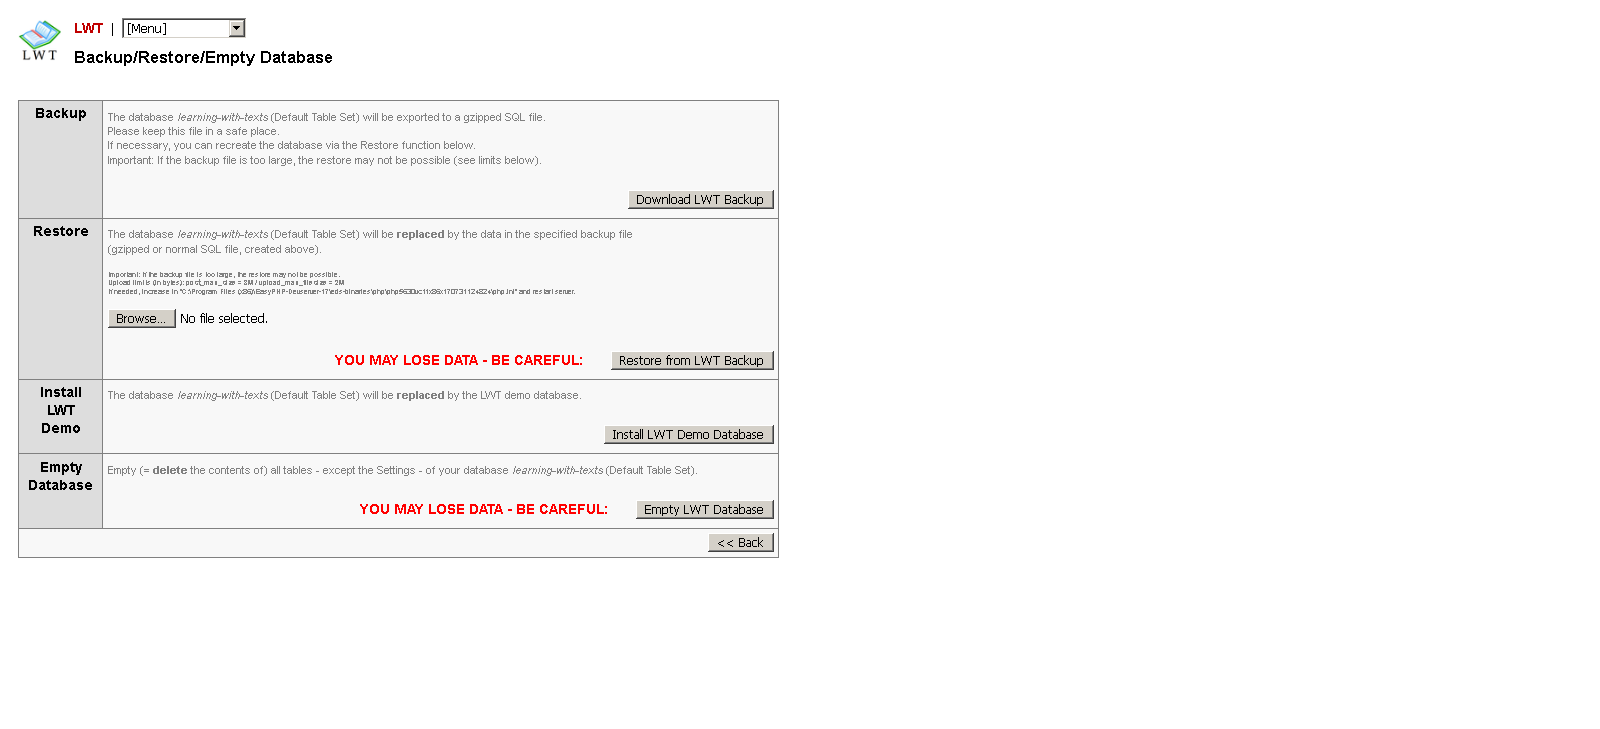 LWT | [Menu]
LWT
Backup/Restore/Empty Database
Backup
The database learning-with-texts (Default Table Set) will be exported to a gzipped SQL file.
Please keep this file in a safe place.
If necessary, you can recreate the database via the Restore function below.
Important: If the backup file is too large, the restore may not be possible (see limits below).
Download LWT Backup
Restore
The database learning-with-texts (Default Table Set) will be replaced by the data in the specified backup file
(gzipped or normal SQL file, created above).
Important: If the backup file is too large, the restore may not be possible.
Upload limits (in bytes): post_max_size = 8M / upload_max_filesize = 2M
If needed, increase in "C:\Program Files (x86)\EasyPHP-Devserver-17\eds-binaries\php\ and restart server.
Browse... No file selected.
YOU MAY LOSE DATA - BE CAREFUL: Restore from LWT Backup
Install
LWT
Demo
The database learning-with-texts (Default Table Set) will be replaced by the LWT demo database.
Install LWT Demo Database
Empty
Database
Empty (= delete the contents of) all tables - except the Settings - of your database learning-with-texts (Default Table Set).
YOU MAY LOSE DATA - BE CAREFUL: Empty LWT Database
<< Back